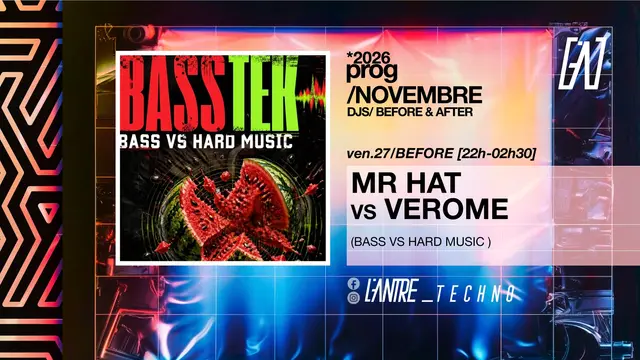 BASSTEK
BASS VS HARD MUSIC
*2026
prog
/NOVEMBRE
DJS/ BEFORE & AFTER
ven.27/BEFORE [22h-02h30]
MR HAT
VS VEROME
(BASS VS HARD MUSIC )
L'ANTRE _TECHNO